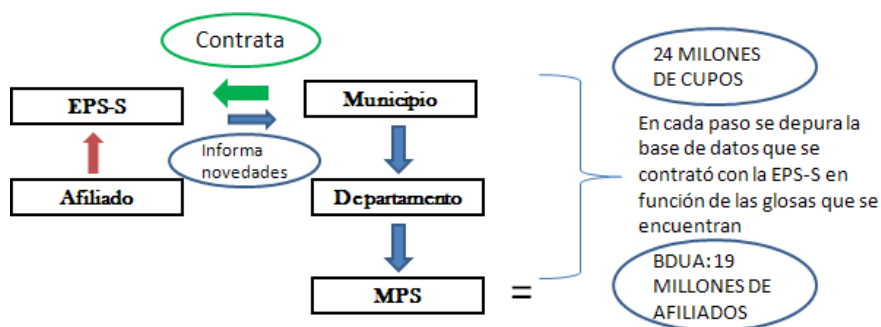 Contrata
EPS-S
Município
Informa
novedades
Afiliado
Departamento
MPS
=
24 MILONES
DE CUPOS
En cada paso se depura la
base de datos que se
contrató con la EPS-S en
función de las glosas que se
encuentran
BDUA: 19
MILLONES DE
AFILIADOS